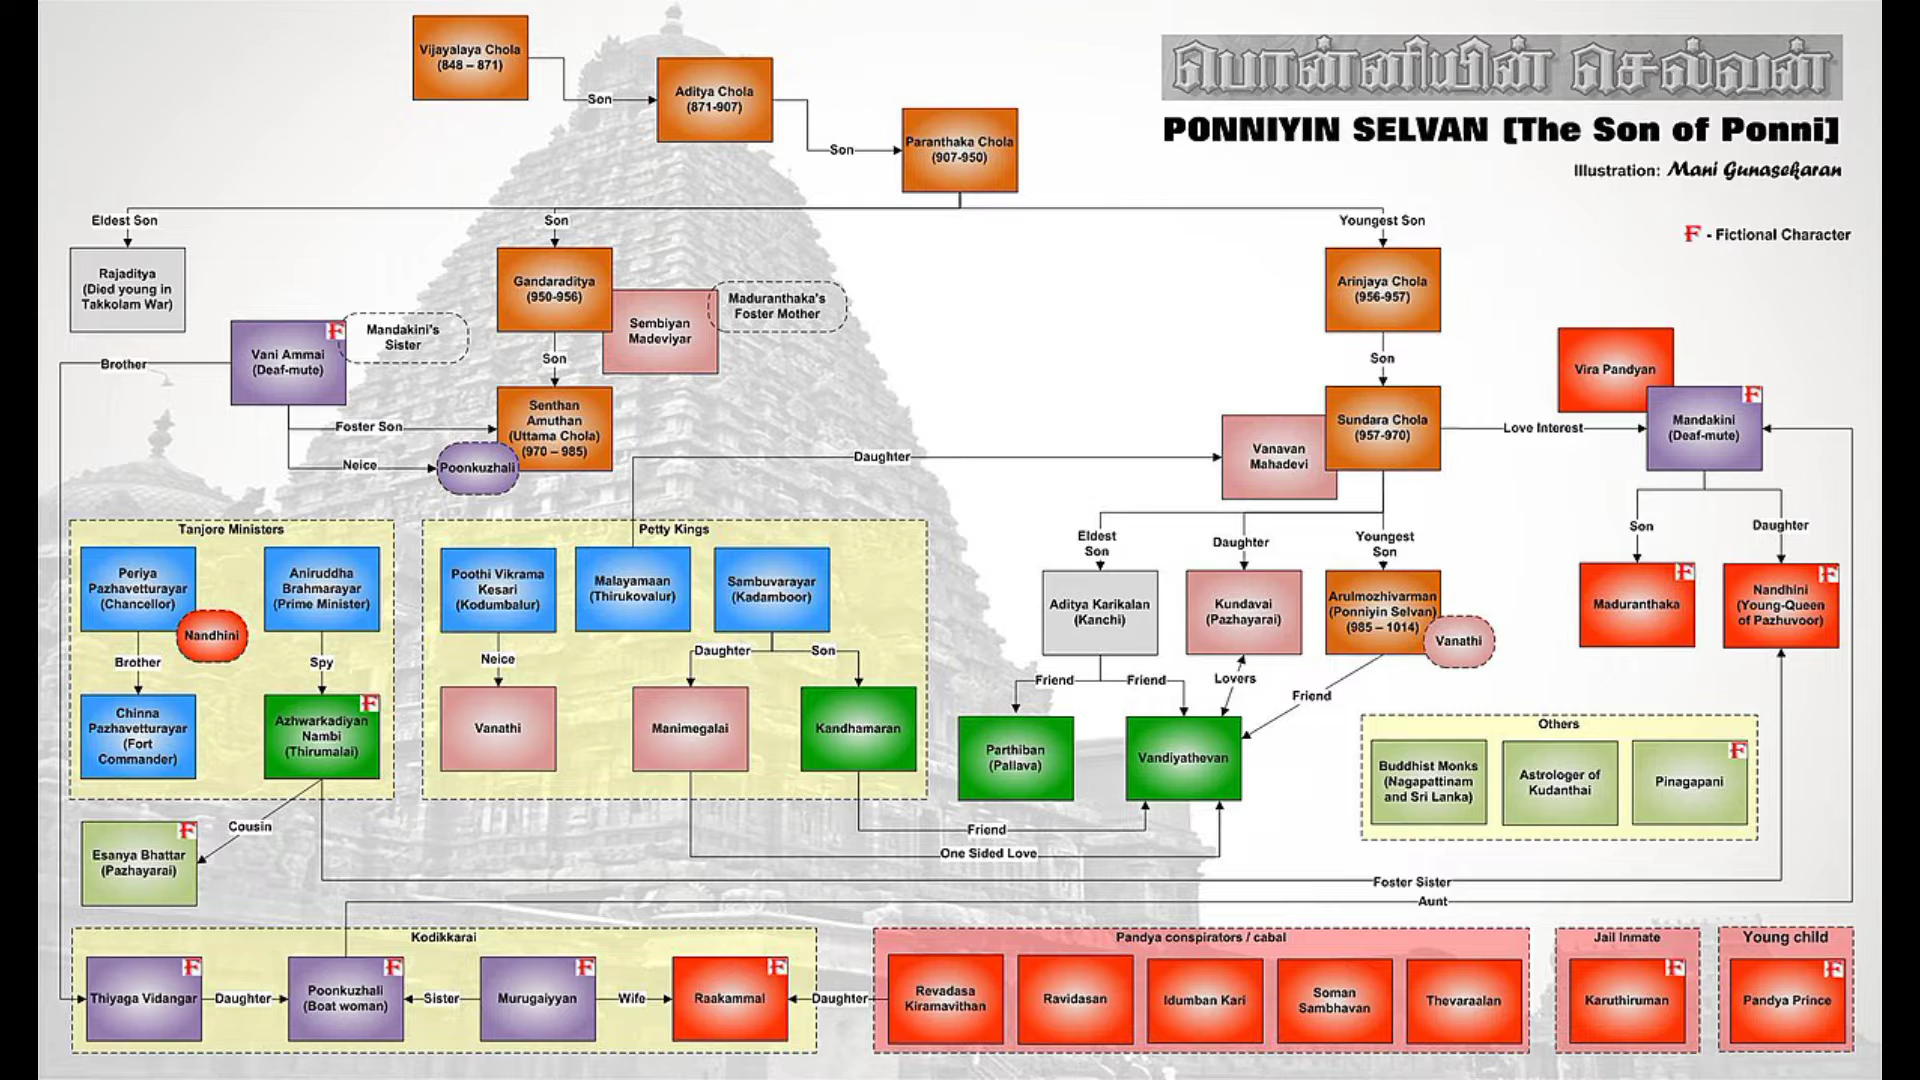 பொன்னியின் செல்வன்
PONNIYIN SELVAN [The Son of Ponni]
Illustration: Mani Gunasekaran
F - Fictional Character
Vijayalaya Chola
(848 – 871)
Son
Aditya Chola
(871-907)
Son
Paranthaka Chola
(907-950)
Eldest Son
Son
Youngest Son
Rajaditya
(Died young in
Takkolam War)
Gandaraditya
(950-956)
Sembiyan
Madeviyar
Maduranthaka's
Foster Mother
Arinjaya Chola
(956-957)
F
Vani Ammai
(Deaf-mute)
Mandakini's
Sister
Brother
Son
Son
Foster Son
Neice
Senthan
Amuthan
(Uttama Chola)
(970 – 985)
Poonkuzhali
Daughter
Vanavan
Mahadevi
Sundara Chola
(957-970)
Love Interest
Vira Pandyan
F
Mandakini
(Deaf-mute)
Son
Daughter
F
Maduranthaka
F
Nandhini
(Young-Queen
of Pazhuvoor)
Eldest
Son
Daughter
Youngest
Son
Aditya Karikalan
(Kanchi)
Kundavai
(Pazhayarai)
Arulmozhivarman
(Ponniyin Selvan)
(985 – 1014)
Vanathi
Friend
Friend
Lovers
Friend
Parthiban
(Pallava)
Vandiyathevan
Tanjore Ministers
Periya
Pazhavetturayar
(Chancellor)
Nandhini
Aniruddha
Brahmarayar
(Prime Minister)
Brother
Spy
Chinna
Pazhavetturayar
(Fort
Commander)
F
Azhwarkadiyan
Nambi
(Thirumalai)
Petty Kings
Poothi Vikrama
Kesari
(Kodumbalur)
Malayamaan
(Thirukovalur)
Sambuvarayar
(Kadamboor)
Neice
Daughter
Son
Vanathi
Manimegalai
Kandhamaran
Others
Buddhist Monks
(Nagapattinam
and Sri Lanka)
Astrologer of
Kudanthai
F
Pinagapani
Cousin
F
Esanya Bhattar
(Pazhayarai)
Friend
One Sided Love
Foster Sister
Aunt
Kodikkarai
F
Thiyaga Vidangar
Daughter
F
Poonkuzhali
(Boat woman)
Sister
F
Murugaiyyan
Wife
F
Raakammal
Daughter
Pandya conspirators / cabal
Revadasa
Kiramavithan
Ravidasan
Idumban Kari
Soman
Sambhavan
Thevaraalan
Jail Inmate
F
Karuthiruman
Young child
F
Pandya Prince